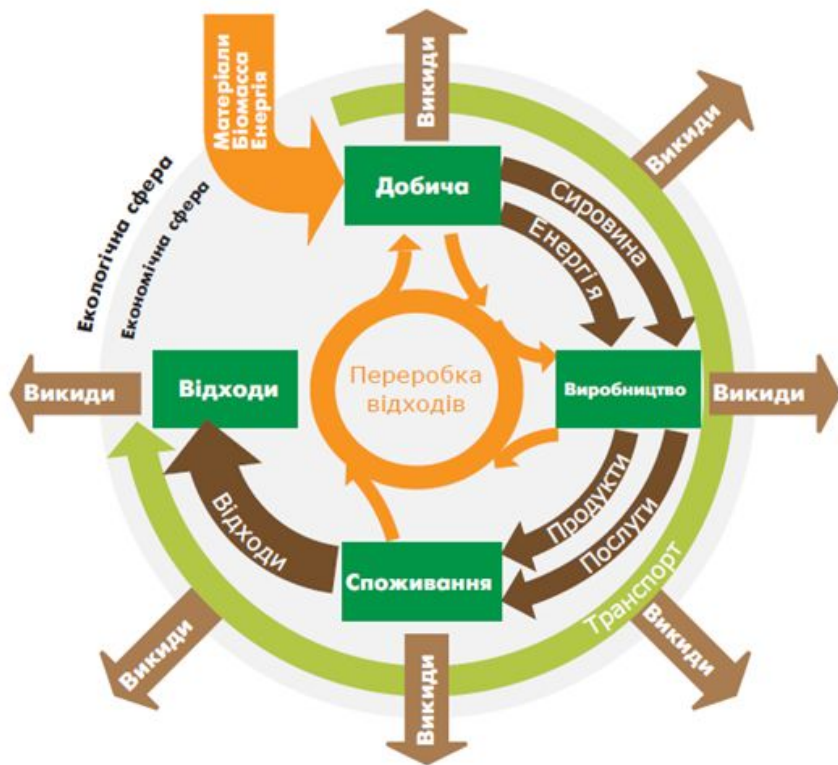 Матеріали
Біомасса
Енергія
Викиди
Викиди
Добича
Сировина
Енергія
Екологічна сфера
Економічна сфера
Викиди
Відходи
Переробка
відходів
Виробництво
Викиди
Відходи
Продукти
Послуги
Споживання
Транспорт
Викиди
Викиди
Викиди